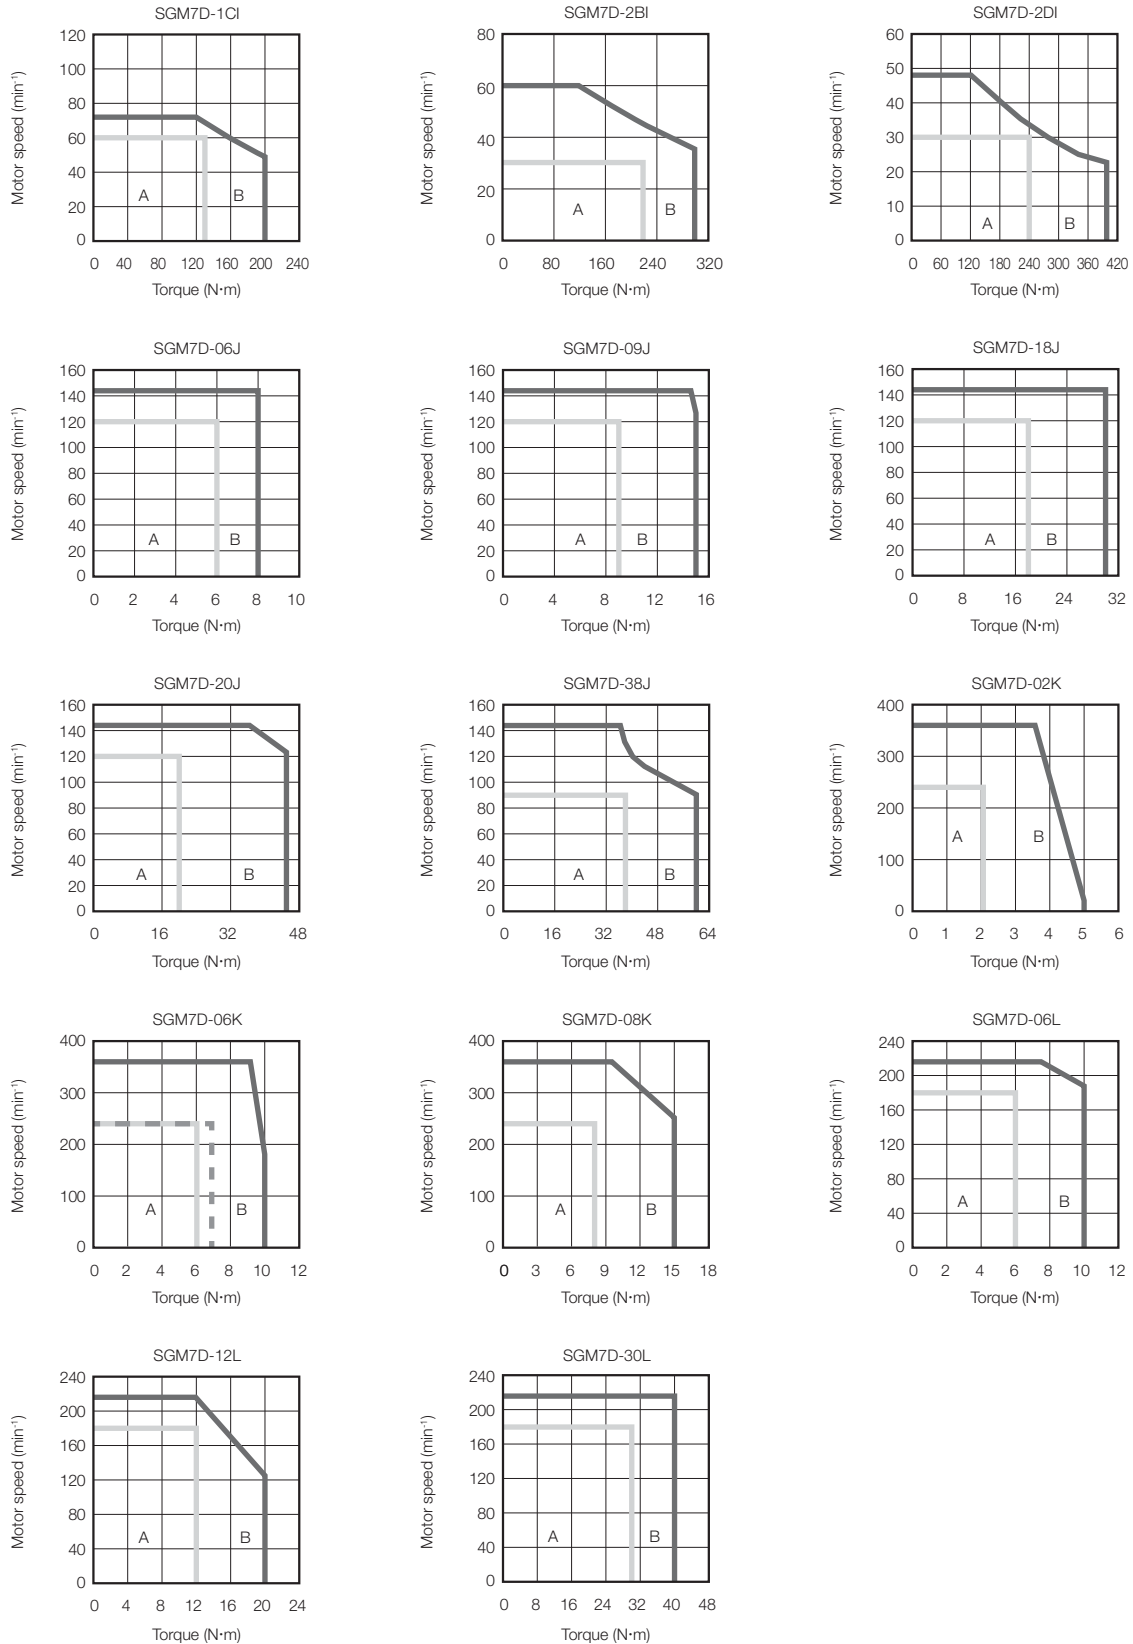 SGM7D-1CI
Motor speed (min⁻¹)
120
100
80
60
40
20
0
A B
0 40 80 120 160 200 240
Torque (N•m)
SGM7D-2BI
Motor speed (min⁻¹)
80
60
40
20
0
A B
0 80 160 240 320
Torque (N•m)
SGM7D-2DI
Motor speed (min⁻¹)
60
50
40
30
20
10
0
A B
0 60 120 180 240 300 360 420
Torque (N•m)
SGM7D-06J
Motor speed (min⁻¹)
160
140
120
100
80
60
40
20
0
A B
0 2 4 6 8 10
Torque (N•m)
SGM7D-09J
Motor speed (min⁻¹)
160
140
120
100
80
60
40
20
0
A B
0 4 8 12 16
Torque (N•m)
SGM7D-18J
Motor speed (min⁻¹)
160
140
120
100
80
60
40
20
0
A B
0 8 16 24 32
Torque (N•m)
SGM7D-20J
Motor speed (min⁻¹)
160
140
120
100
80
60
40
20
0
A B
0 16 32 48
Torque (N•m)
SGM7D-38J
Motor speed (min⁻¹)
160
140
120
100
80
60
40
20
0
A B
0 16 32 48 64
Torque (N•m)
SGM7D-02K
Motor speed (min⁻¹)
400
300
200
100
0
A B
0 1 2 3 4 5 6
Torque (N•m)
SGM7D-06K
Motor speed (min⁻¹)
400
300
200
100
0
A B
0 2 4 6 8 10 12
Torque (N•m)
SGM7D-08K
Motor speed (min⁻¹)
400
300
200
100
0
A B
0 3 6 9 12 15 18
Torque (N•m)
SGM7D-06L
Motor speed (min⁻¹)
240
200
160
120
80
40
0
A B
0 2 4 6 8 10 12
Torque (N•m)
SGM7D-12L
Motor speed (min⁻¹)
240
200
160
120
80
40
0
A B
0 4 8 12 16 20 24
Torque (N•m)
SGM7D-30L
Motor speed (min⁻¹)
240
200
160
120
80
40
0
A B
0 8 16 24 32 40 48
Torque (N•m)